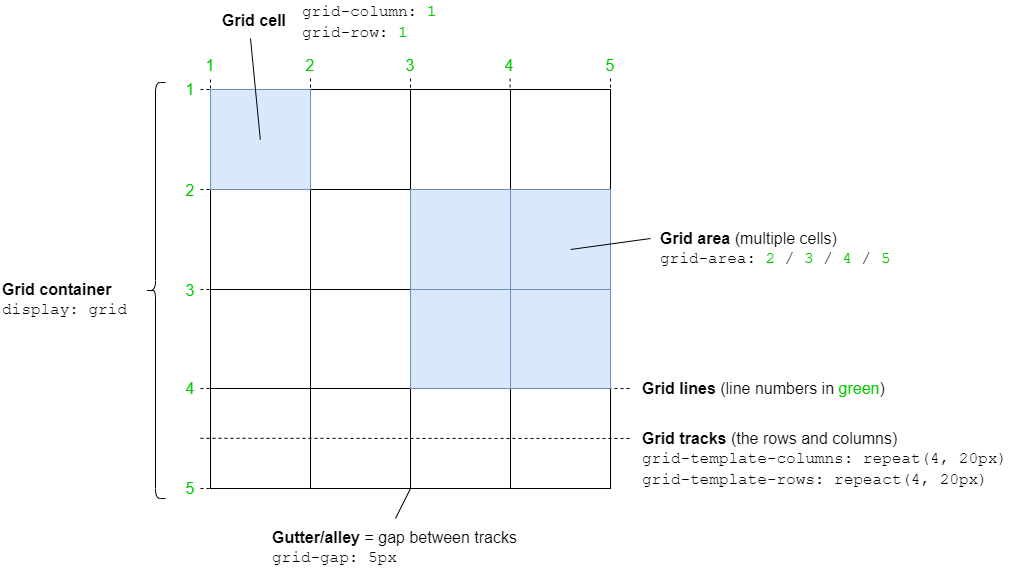 Grid cell
grid-column: 1
grid-row: 1
1 2 3 4 5
1
2
Grid area (multiple cells)
grid-area: 2 / 3 / 4 / 5
Grid container
display: grid
3
4
Grid lines (line numbers in green)
Grid tracks (the rows and columns)
grid-template-columns: repeat(4, 20px)
grid-template-rows: repeact(4, 20px)
5
Gutter/alley = gap between tracks
grid-gap: 5px